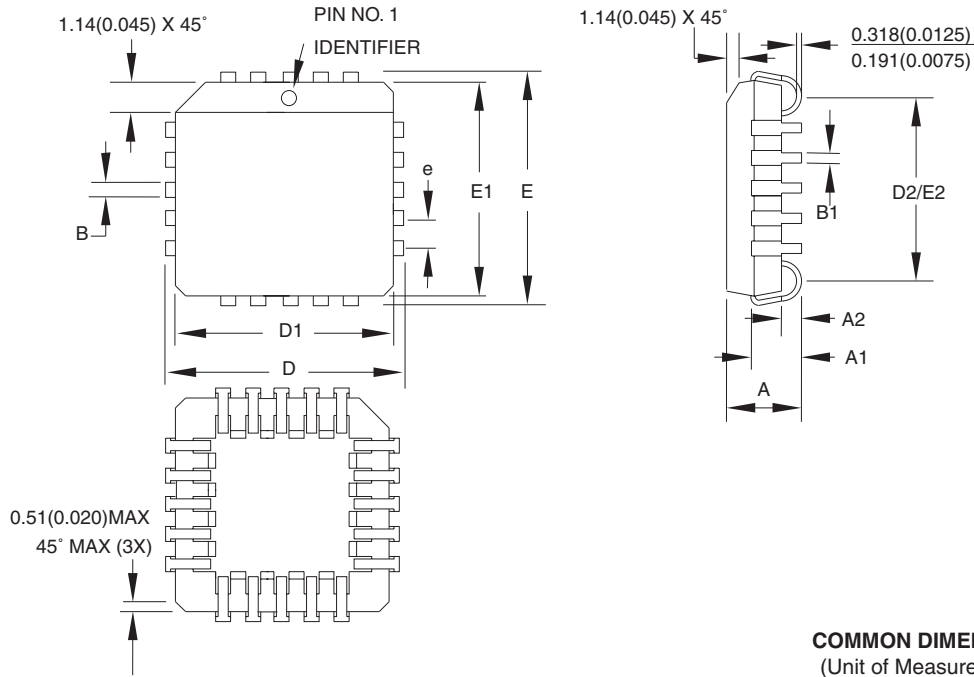 1.14(0.045) X 45˚
PIN NO. 1
IDENTIFIER
1.14(0.045) X 45˚
0.318(0.0125)
0.191(0.0075)
e
E1
E
B
B1
D2/E2
D1
D
A2
A1
A
0.51(0.020)MAX
45˚ MAX (3X)
COMMON DIME
(Unit of Measure